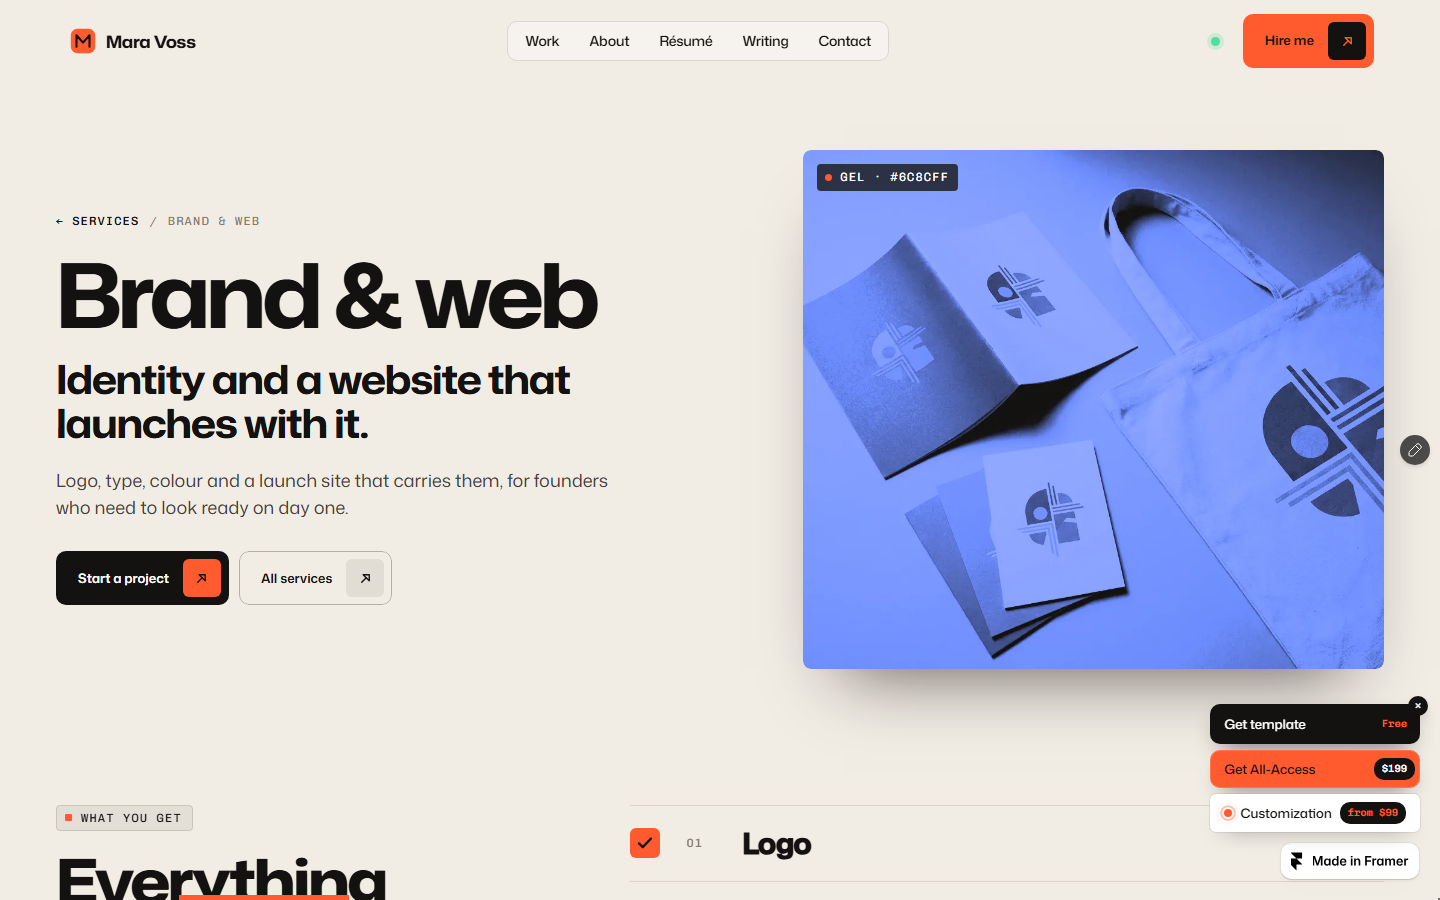 Mara Voss
Work
About
Résumé
Writing
Contact
Hire me
← SERVICES / BRAND & WEB
Brand & web
Identity and a website that
launches with it.
Logo, type, colour and a launch site that carries them, for founders
who need to look ready on day one.
Start a project
All services
GEL · #6C8CFF
Get template Free
Get All-Access $199
Customization from $99
Made in Framer
WHAT YOU GET
Everything
01 Logo